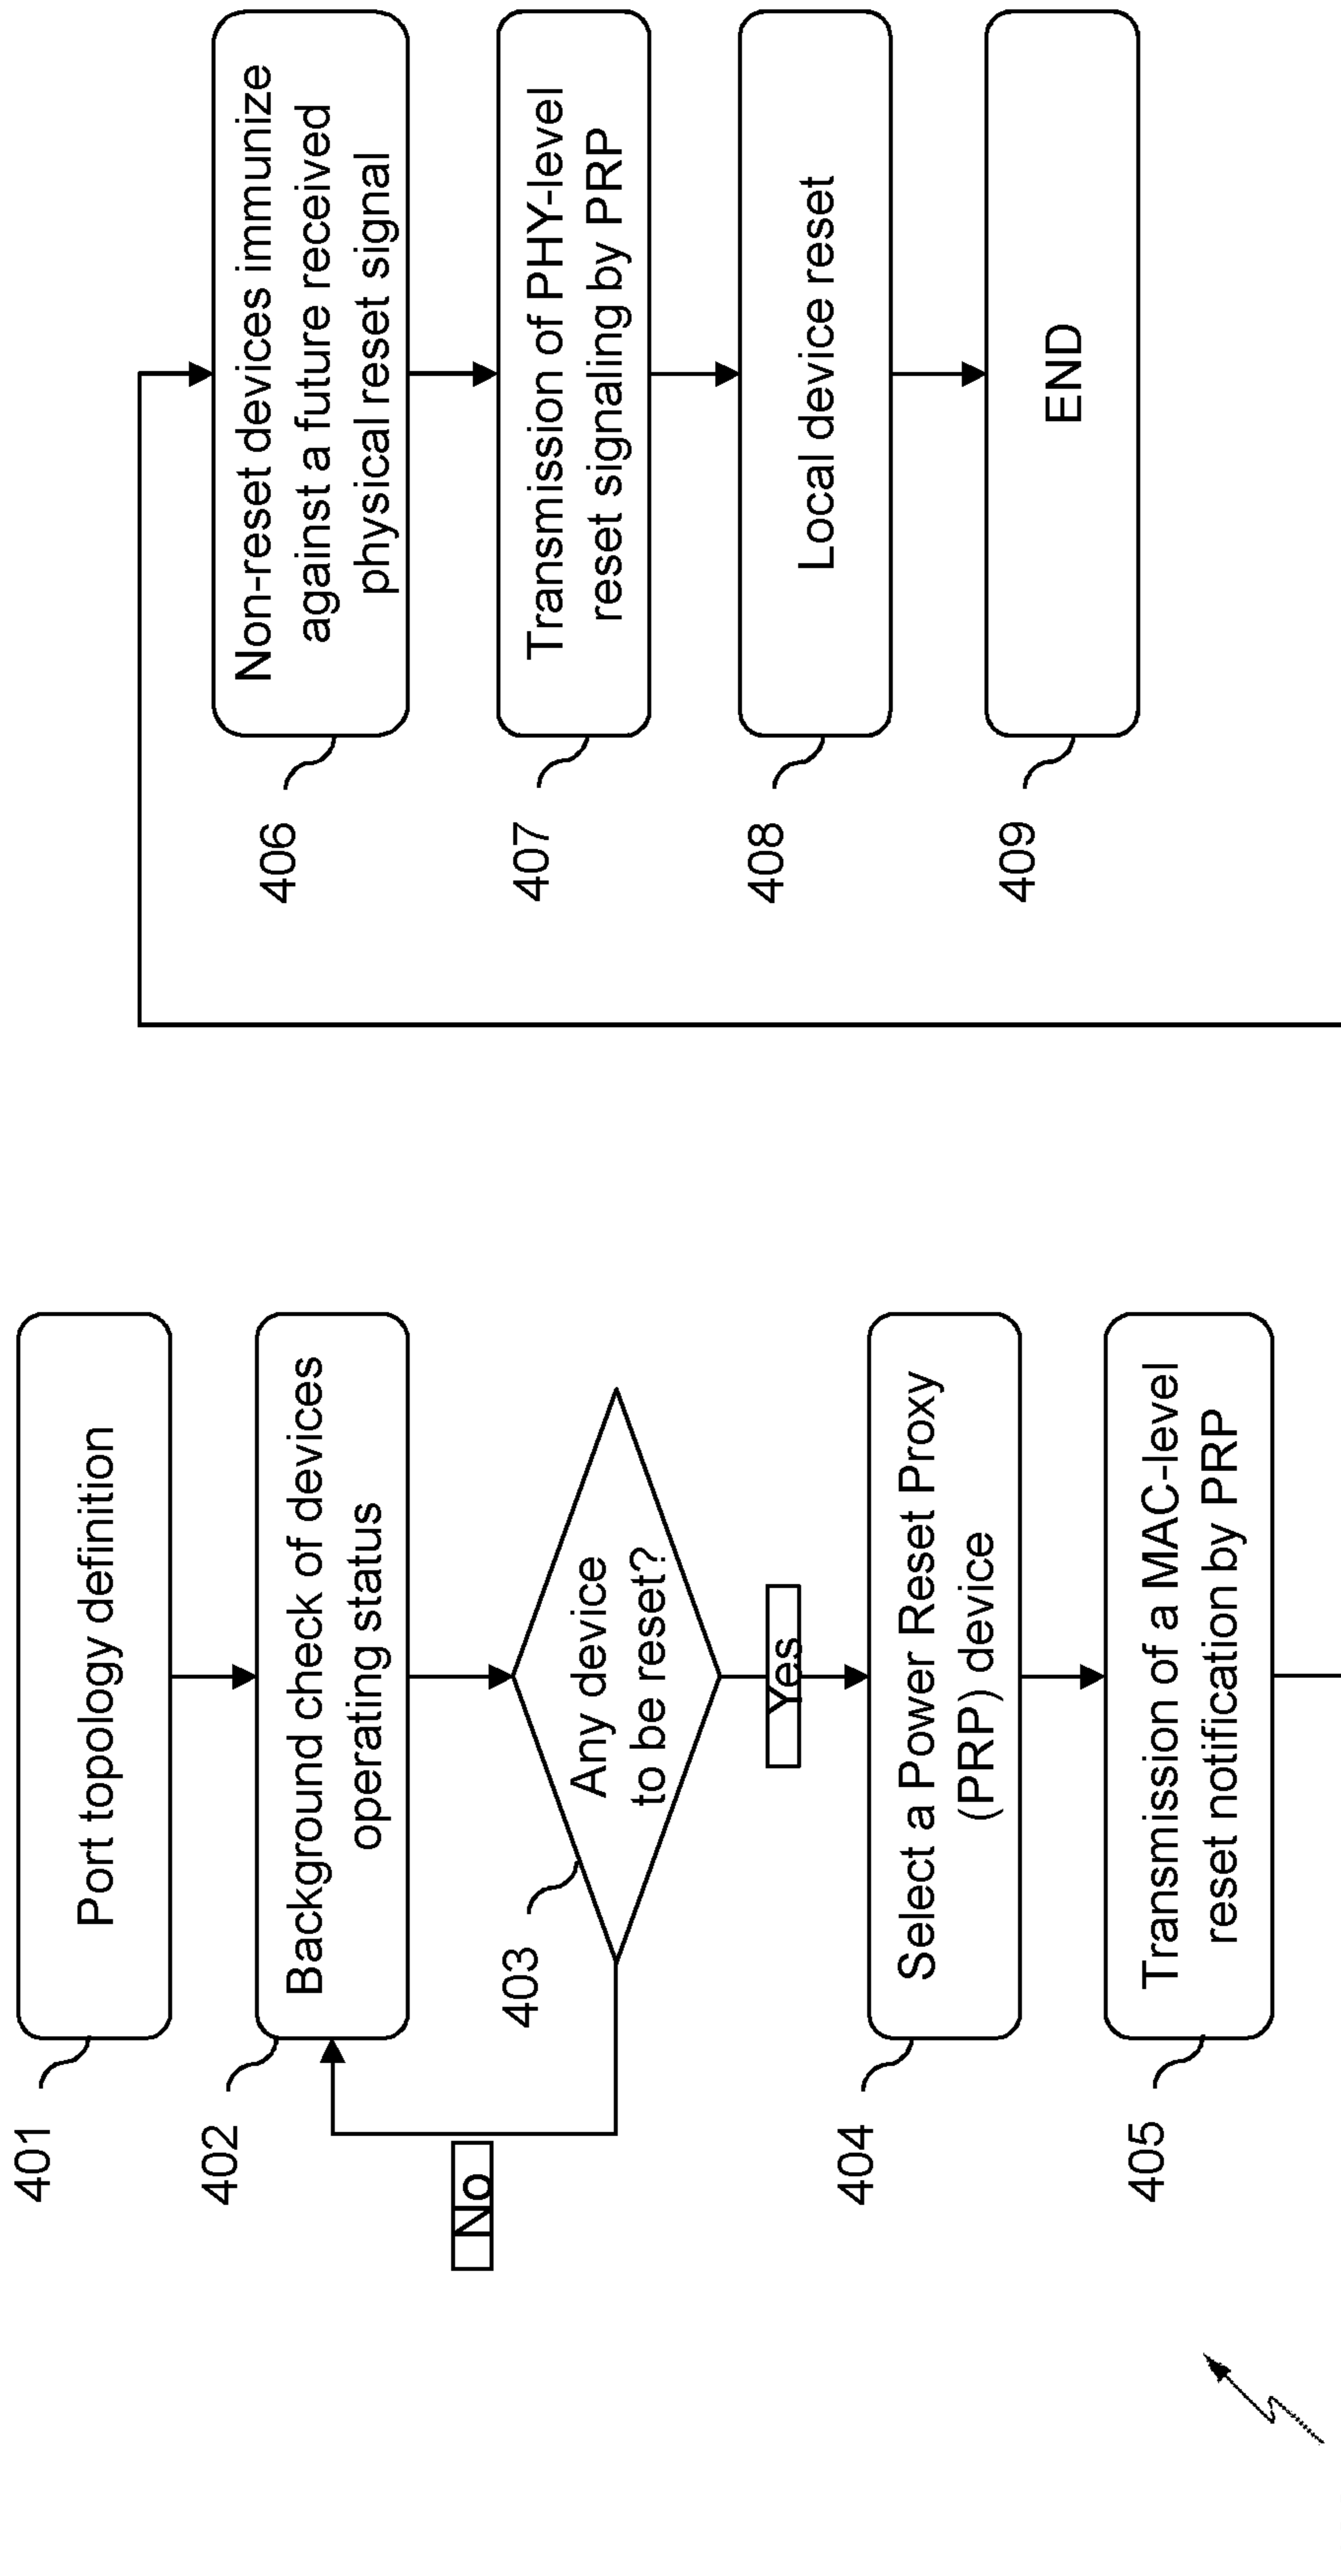 401
Port topology definition
402
Background check of devices
operating status
403
Any device
to be reset?
No
Yes
404
Select a Power Reset Proxy
(PRP) device
405
Transmission of a MAC-level
reset notification by PRP
406
Non-reset devices immunize
against a future received
physical reset signal
407
Transmission of PHY-level
reset signaling by PRP
408
Local device reset
409
END